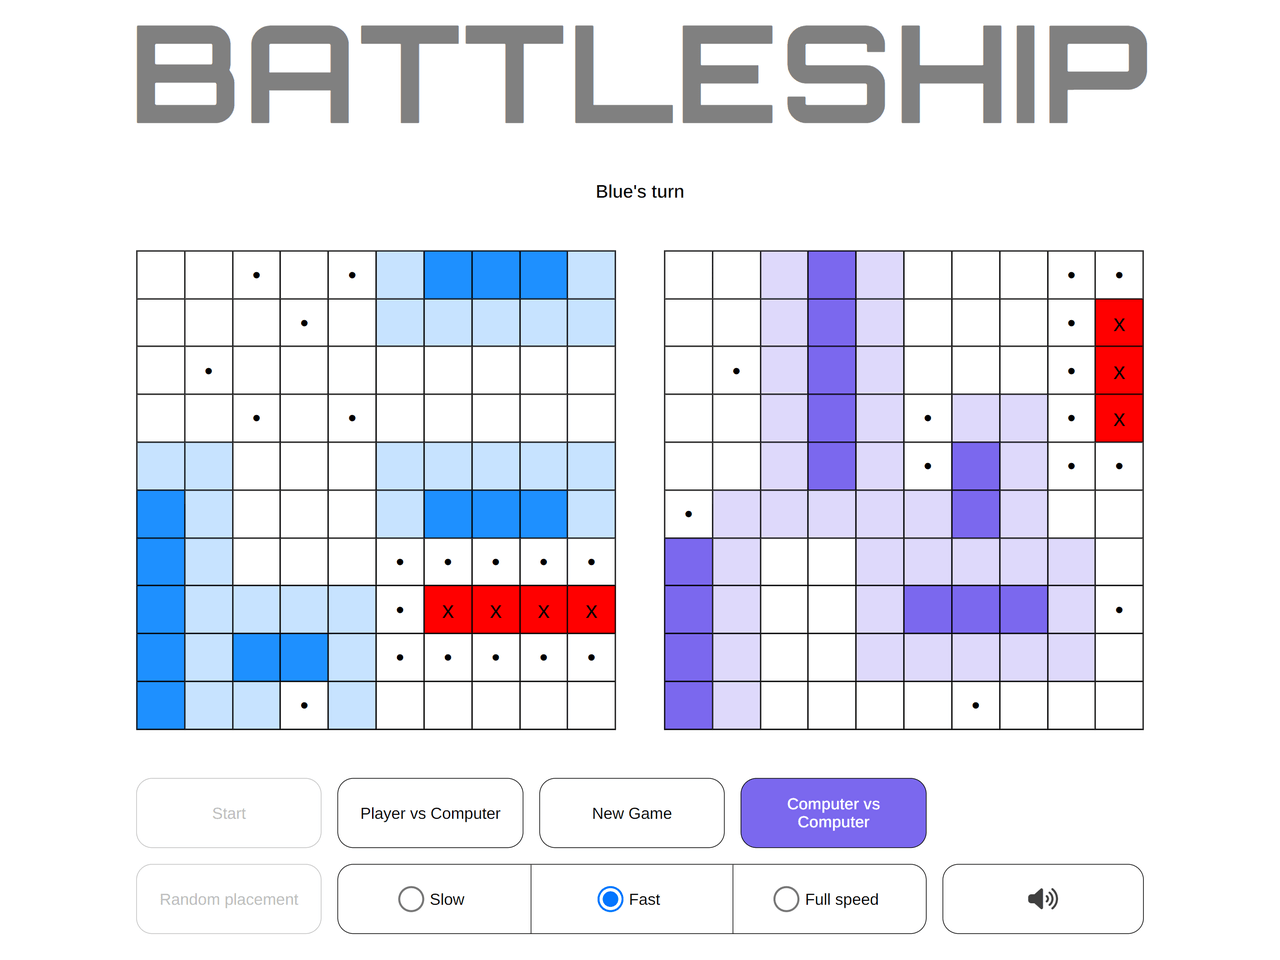 BATTLESHIP
Blue's turn
X
X
X
X X X X
Start
Player vs Computer
New Game
Computer vs
Computer
Random placement
Slow
Fast
Full speed